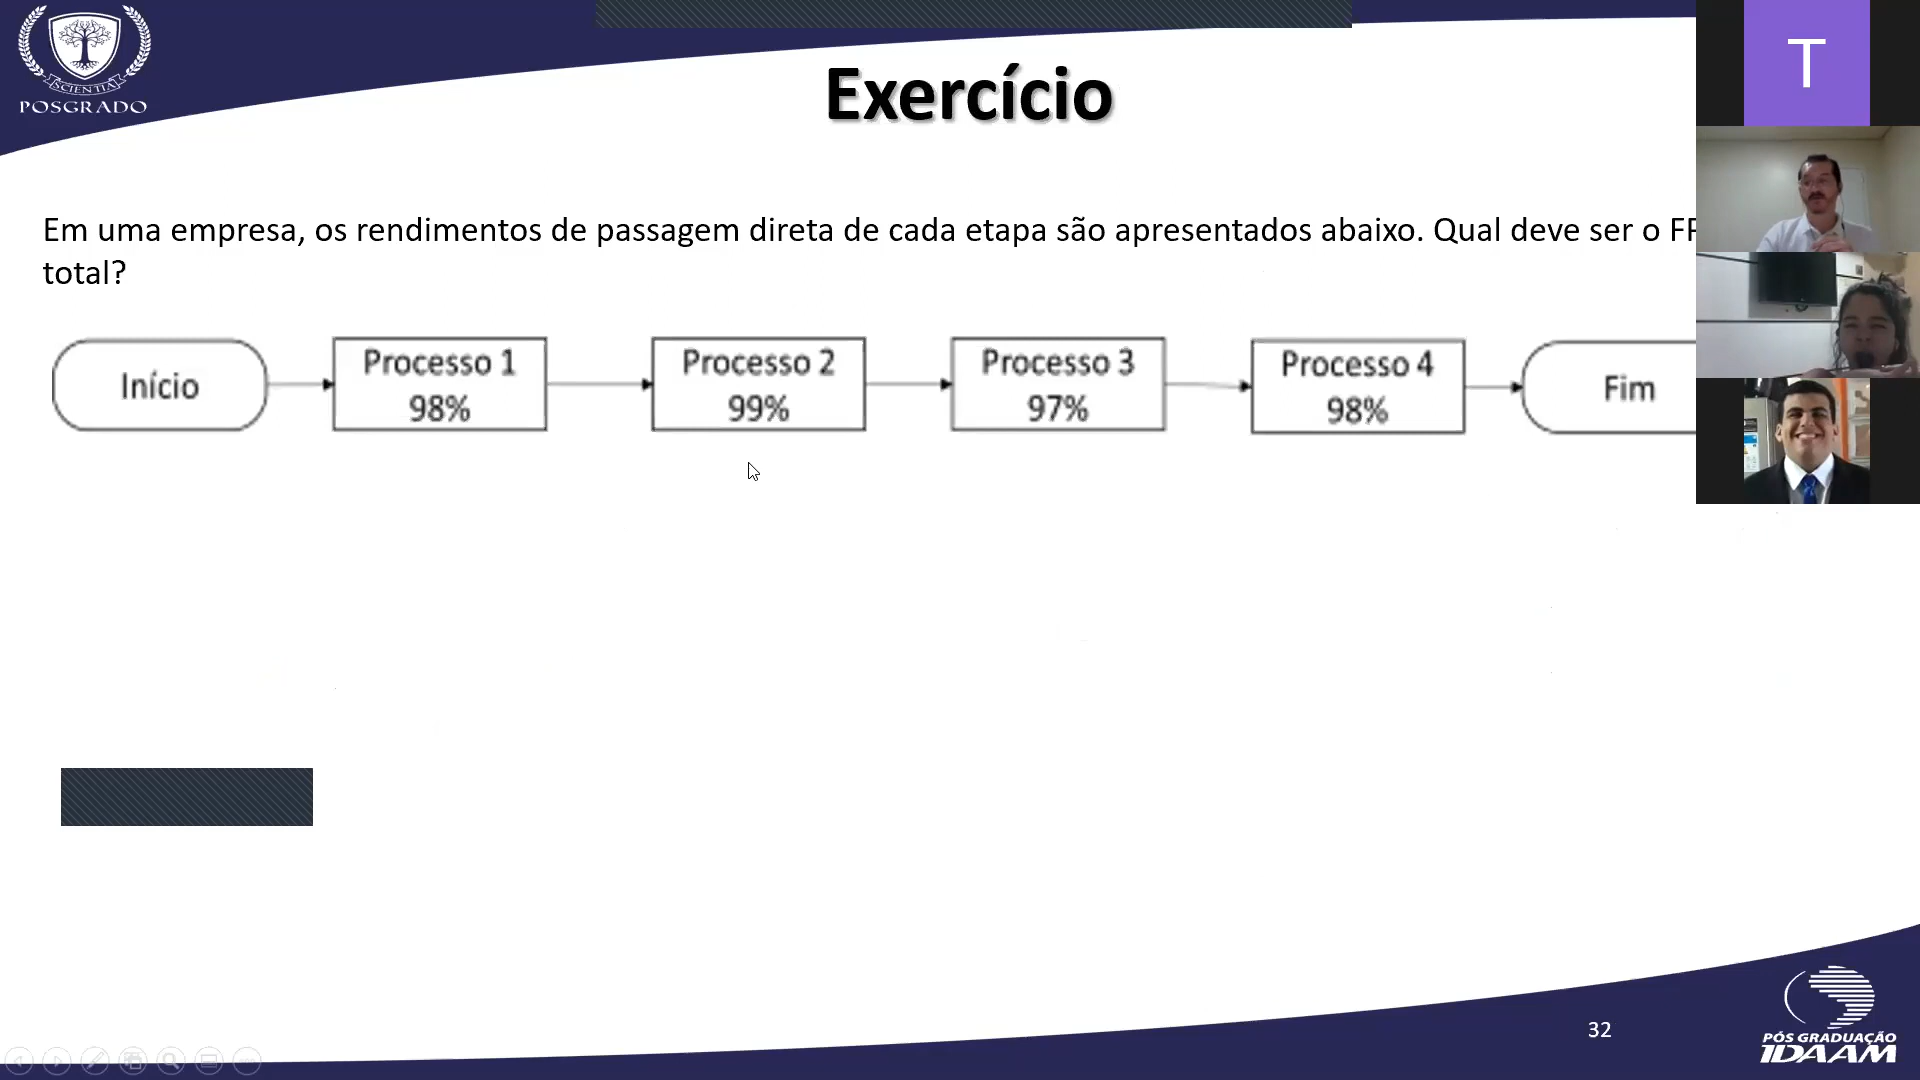 SCIENTIA
POSGRADO
Exercício
T
Em uma empresa, os rendimentos de passagem direta de cada etapa são apresentados abaixo. Qual deve ser o
total?
Início
Processo 1
98%
Processo 2
99%
Processo 3
97%
Processo 4
98%
Fim
32
PÓS GRADUAÇÃO
IDAAM